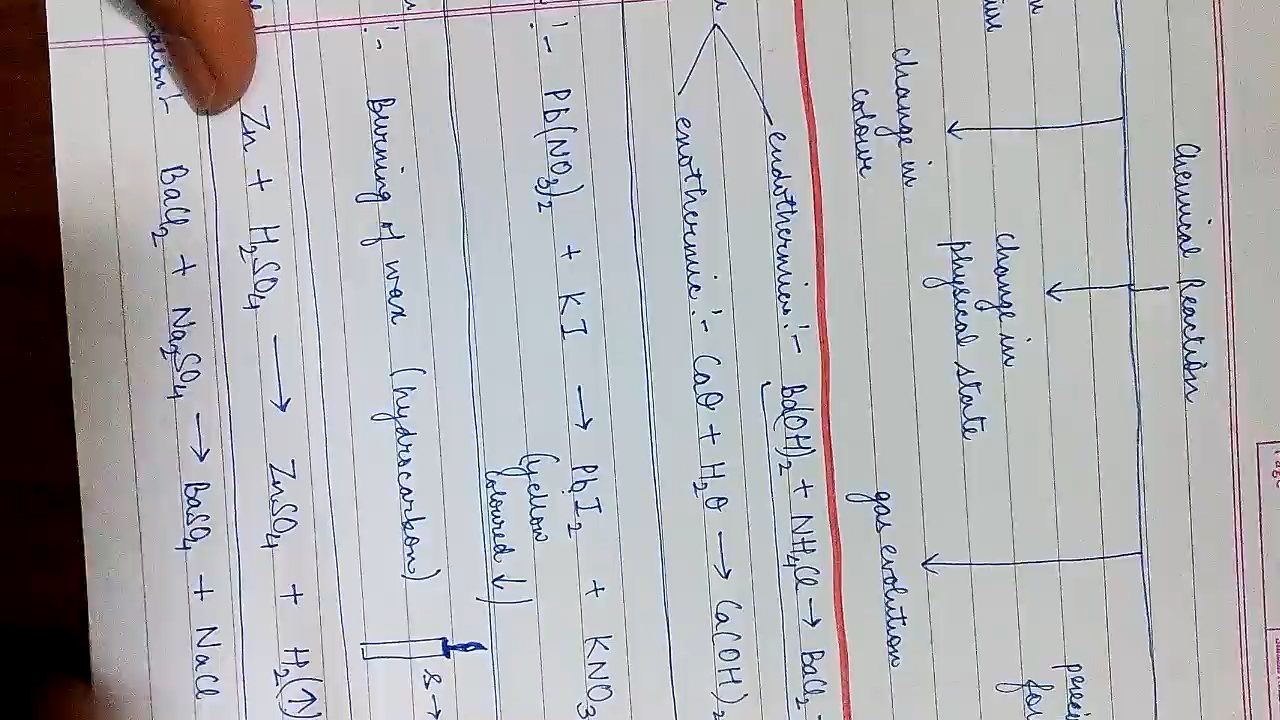 Chemical Reaction
change in
colour
change in
physical state
gas evolution
endothermic :- Bd(OH)2 + NH4Cl → BaCl2
exothermic :- CaO + H2O → Ca(OH)2
:- Pb(NO3)2 + KI → PbI2 + KNO3
(yellow
coloured ↓)
:- Burning of wax (hydrocarbon)
S →
Zn + H2SO4 → ZnSO4 + H2(↑)
BaCl2 + Na2SO4 → BaSO4 + NaCl